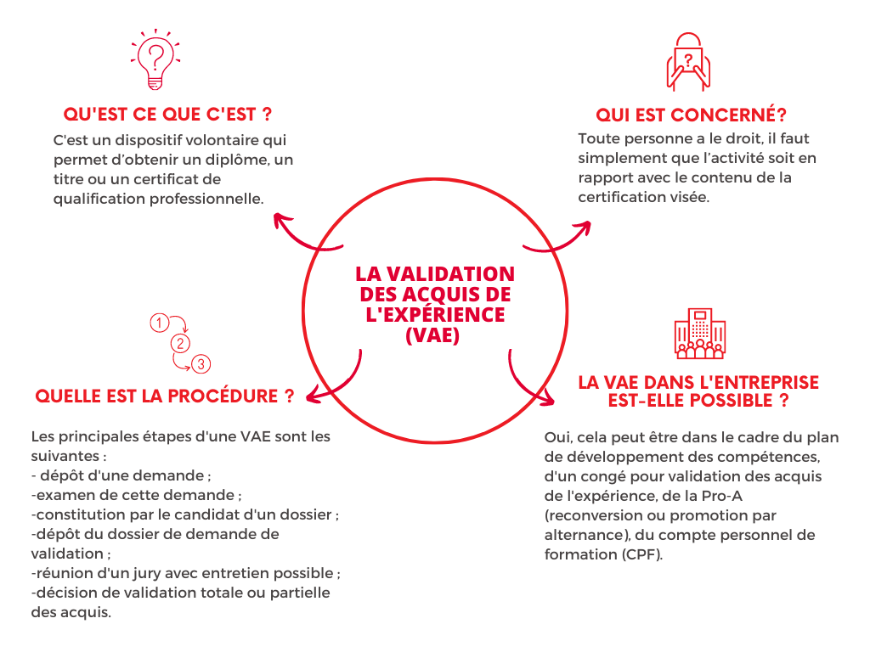 QU'EST CE QUE C'EST ?
C'est un dispositif volontaire qui
permet d’obtenir un diplôme, un
titre ou un certificat de
qualification professionnelle.
?
QUI EST CONCERNÉ?
Toute personne a le droit, il faut
simplement que l’activité soit en
rapport avec le contenu de la
certification visée.
?
LA VALIDATION
DES ACQUIS DE
L'EXPÉRIENCE
(VAE)
1
2
3
QUELLE EST LA PROCÉDURE ?
Les principales étapes d'une VAE sont les
suivantes :
- dépôt d'une demande ;
-examen de cette demande ;
-constitution par le candidat d'un dossier ;
-dépôt du dossier de demande de
validation ;
-réunion d'un jury avec entretien possible ;
-décision de validation totale ou partielle
des acquis.
LA VAE DANS L'ENTREPRISE
EST-ELLE POSSIBLE ?
Oui, cela peut être dans le cadre du plan
de développement des compétences,
d'un congé pour validation des acquis
de l'expérience, de la Pro-A
(reconversion ou promotion par
alternance), du compte personnel de
formation (CPF).